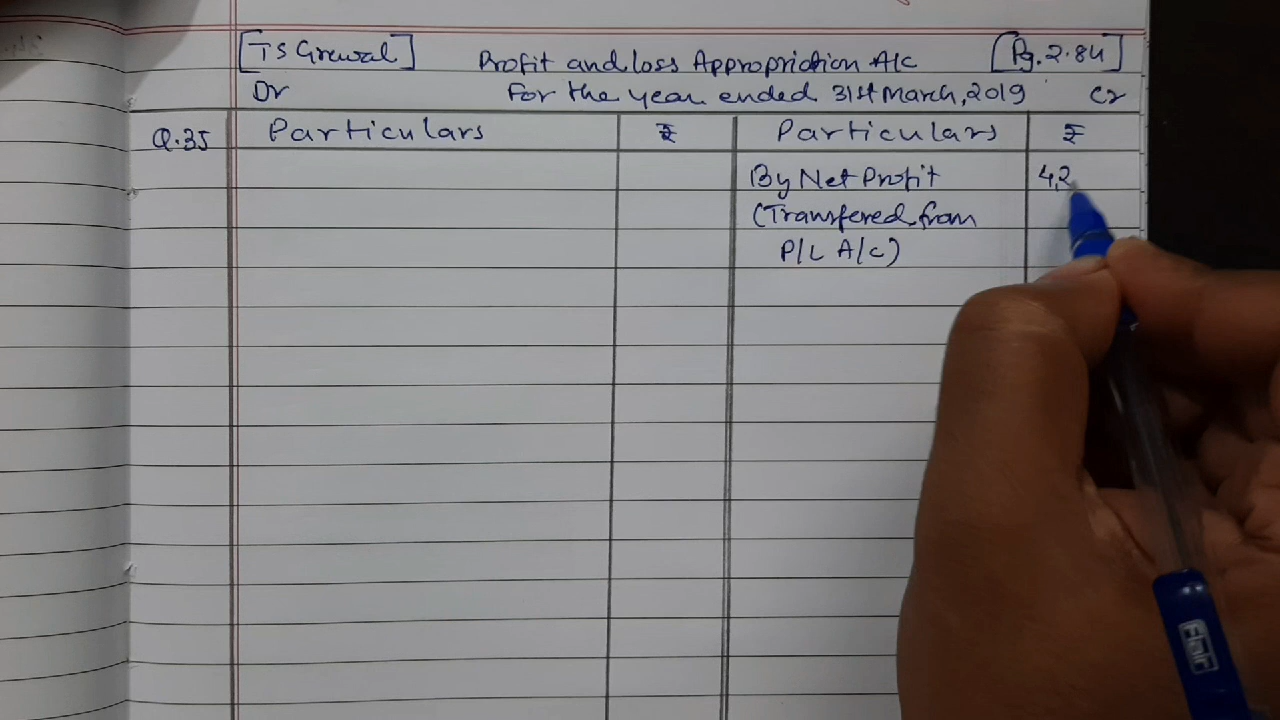 [TS Grewal] Profit and loss Appropriation A/c [Pg. 2.84]
Dr For the year ended 31st March, 2019 Cr
Q.35 Particulars ₹ Particulars ₹
By Net Profit 4,2
(Transfered from
P/L A/c)
Flair